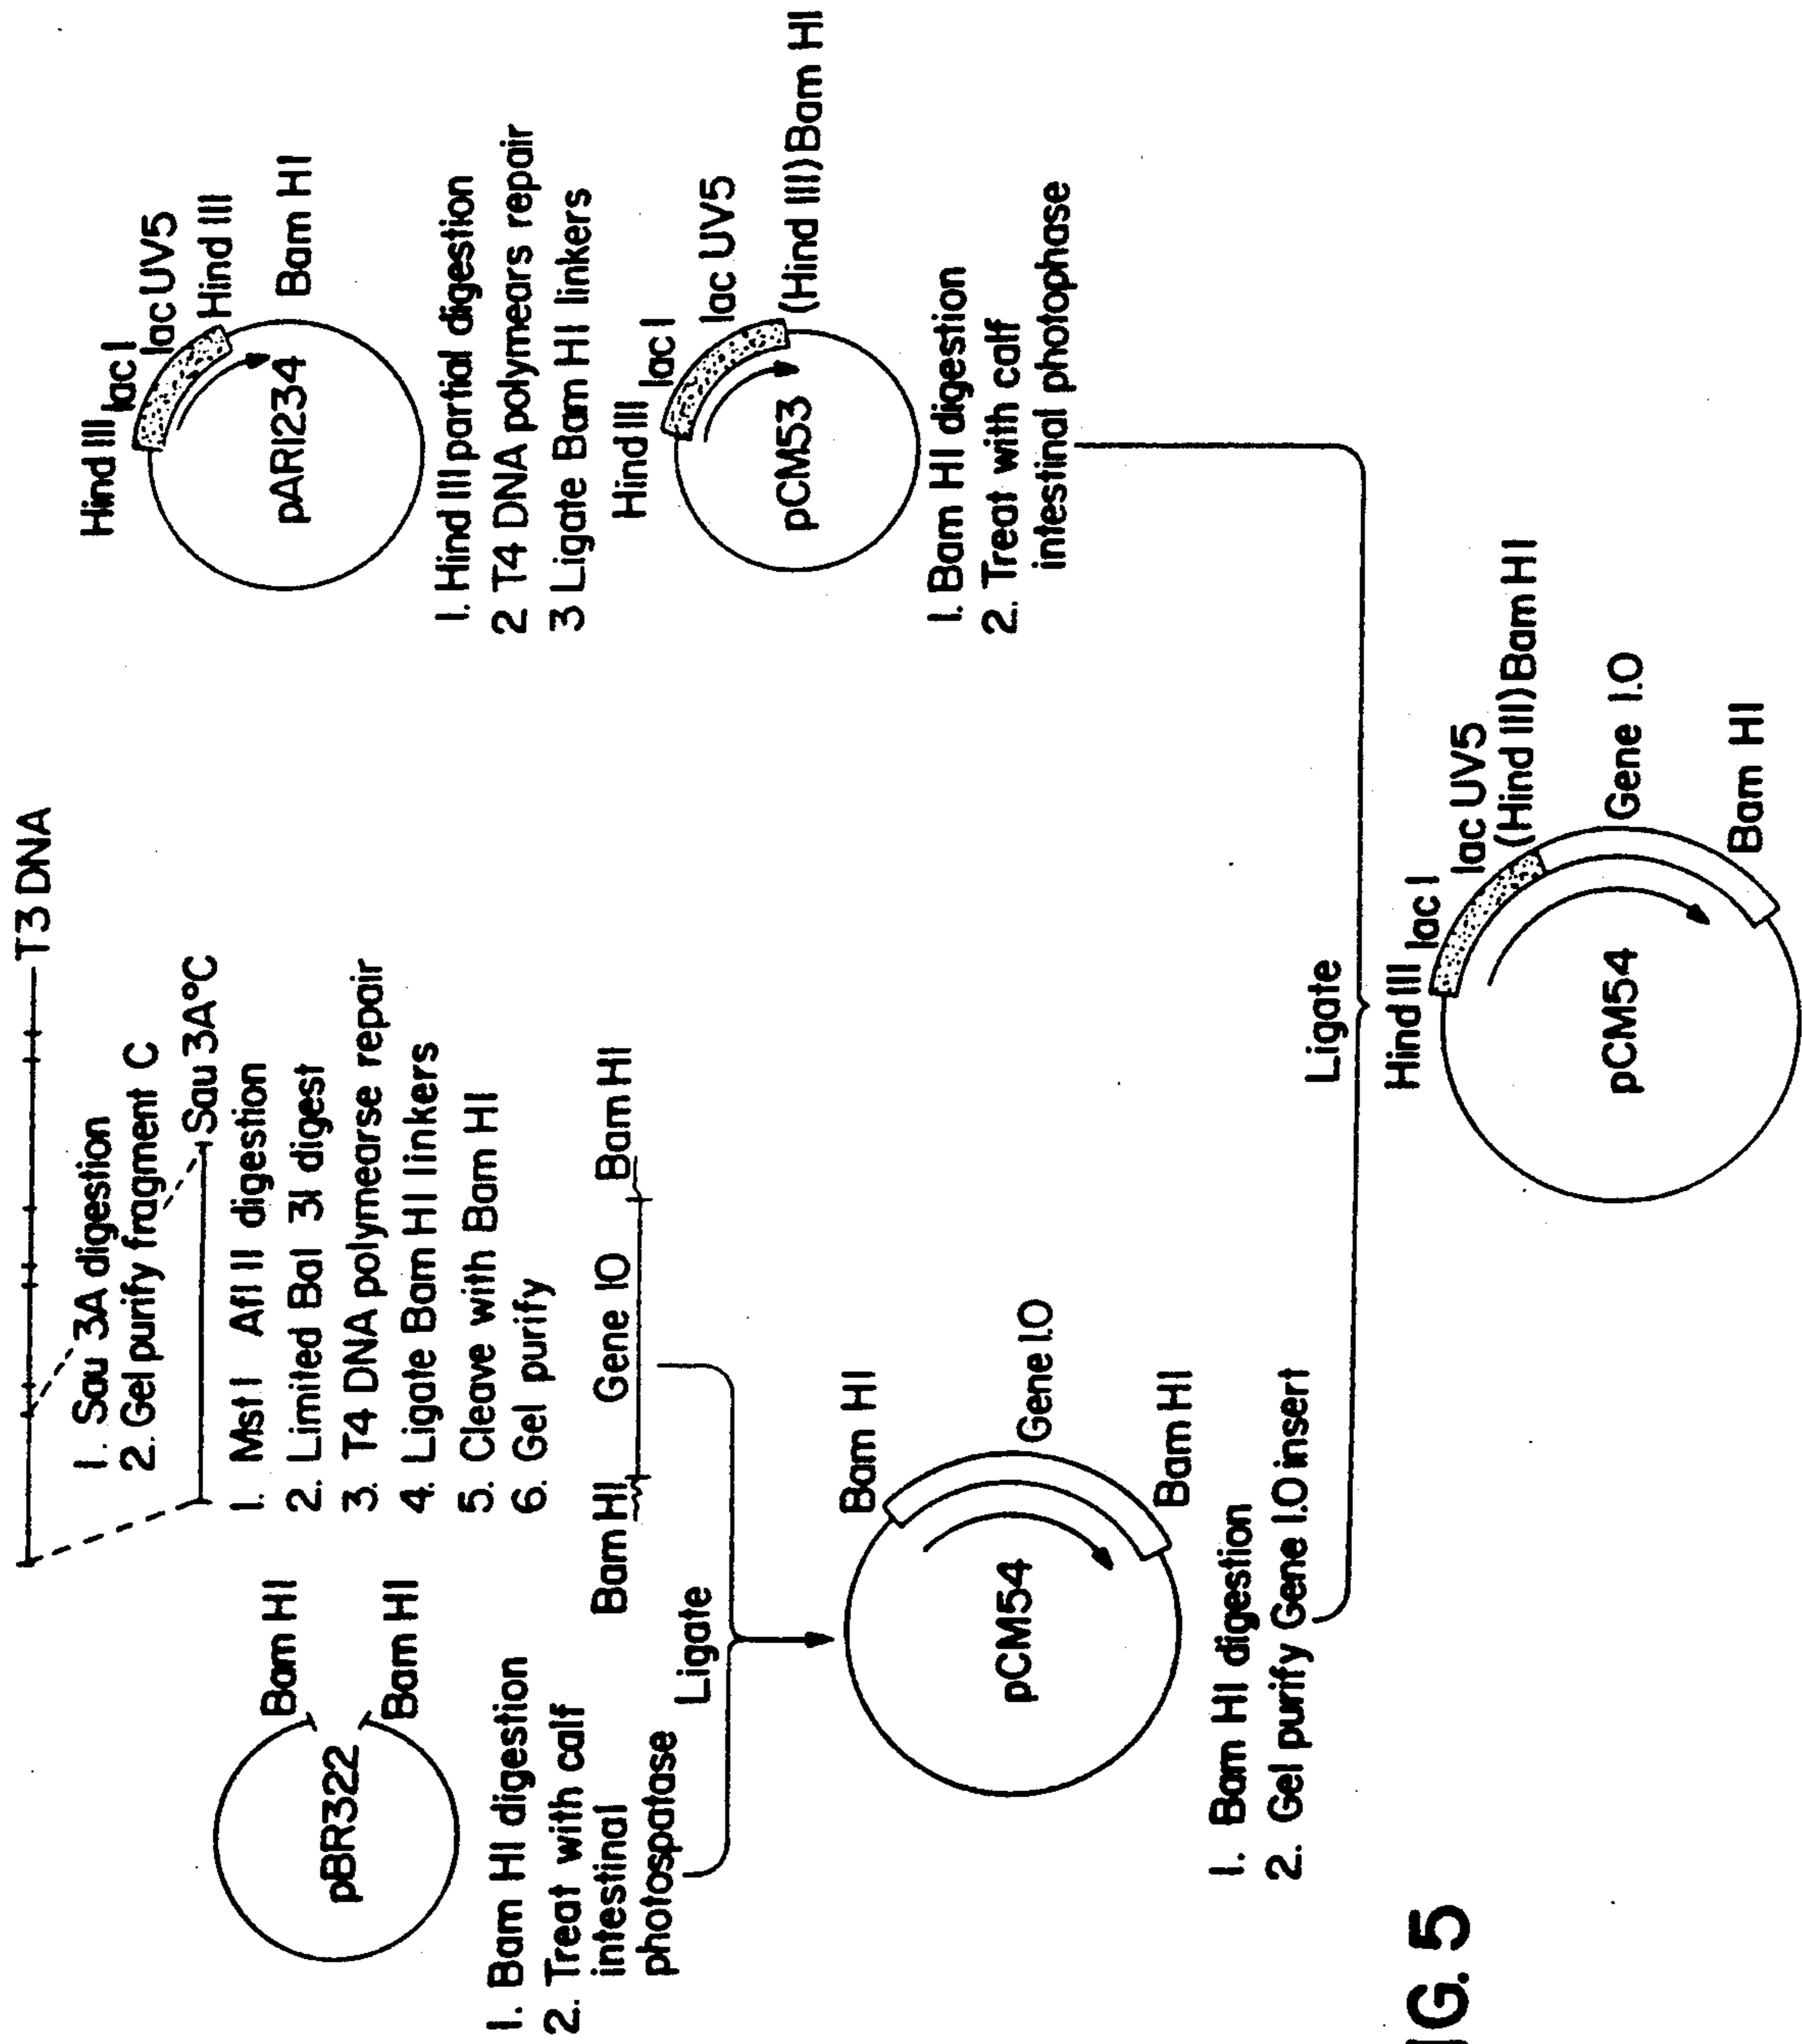 T3 DNA
1. Sau 3A digestion
2. Gel purify fragment C
Sau 3A°C
1. Mst I Afl II digestion
2. Limited Bal 31 digest
3. T4 DNA polymearse repair
4. Ligate Bam HI linkers
5. Cleave with Bam HI
6. Gel purify
Bam HI Gene 10 Bam HI
Bam HI
Bam HI
pBR322
1. Bam HI digestion
2. Treat with calf
intestinal
photospatase
Ligate
Bam HI
Gene 1.0
pCM54
Bam HI
1. Bam HI digestion
2. Gel purify Gene 1.0 insert
Hind III
lac I
lac UV5
Hind III
Bam HI
pAR1234
1. Hind III partial digestion
2 T4 DNA polymears repair
3 Ligate Bam HI linkers
Hind III
lac I
lac UV5
(Hind III) Bam HI
pCM53
1. Bam HI digestion
2. Treat with calf
intestinal photophase
Ligate
Hind III
lac I
lac UV5
(Hind III) Bam HI
Gene 1.0
Bam HI
pCM54
G. 5